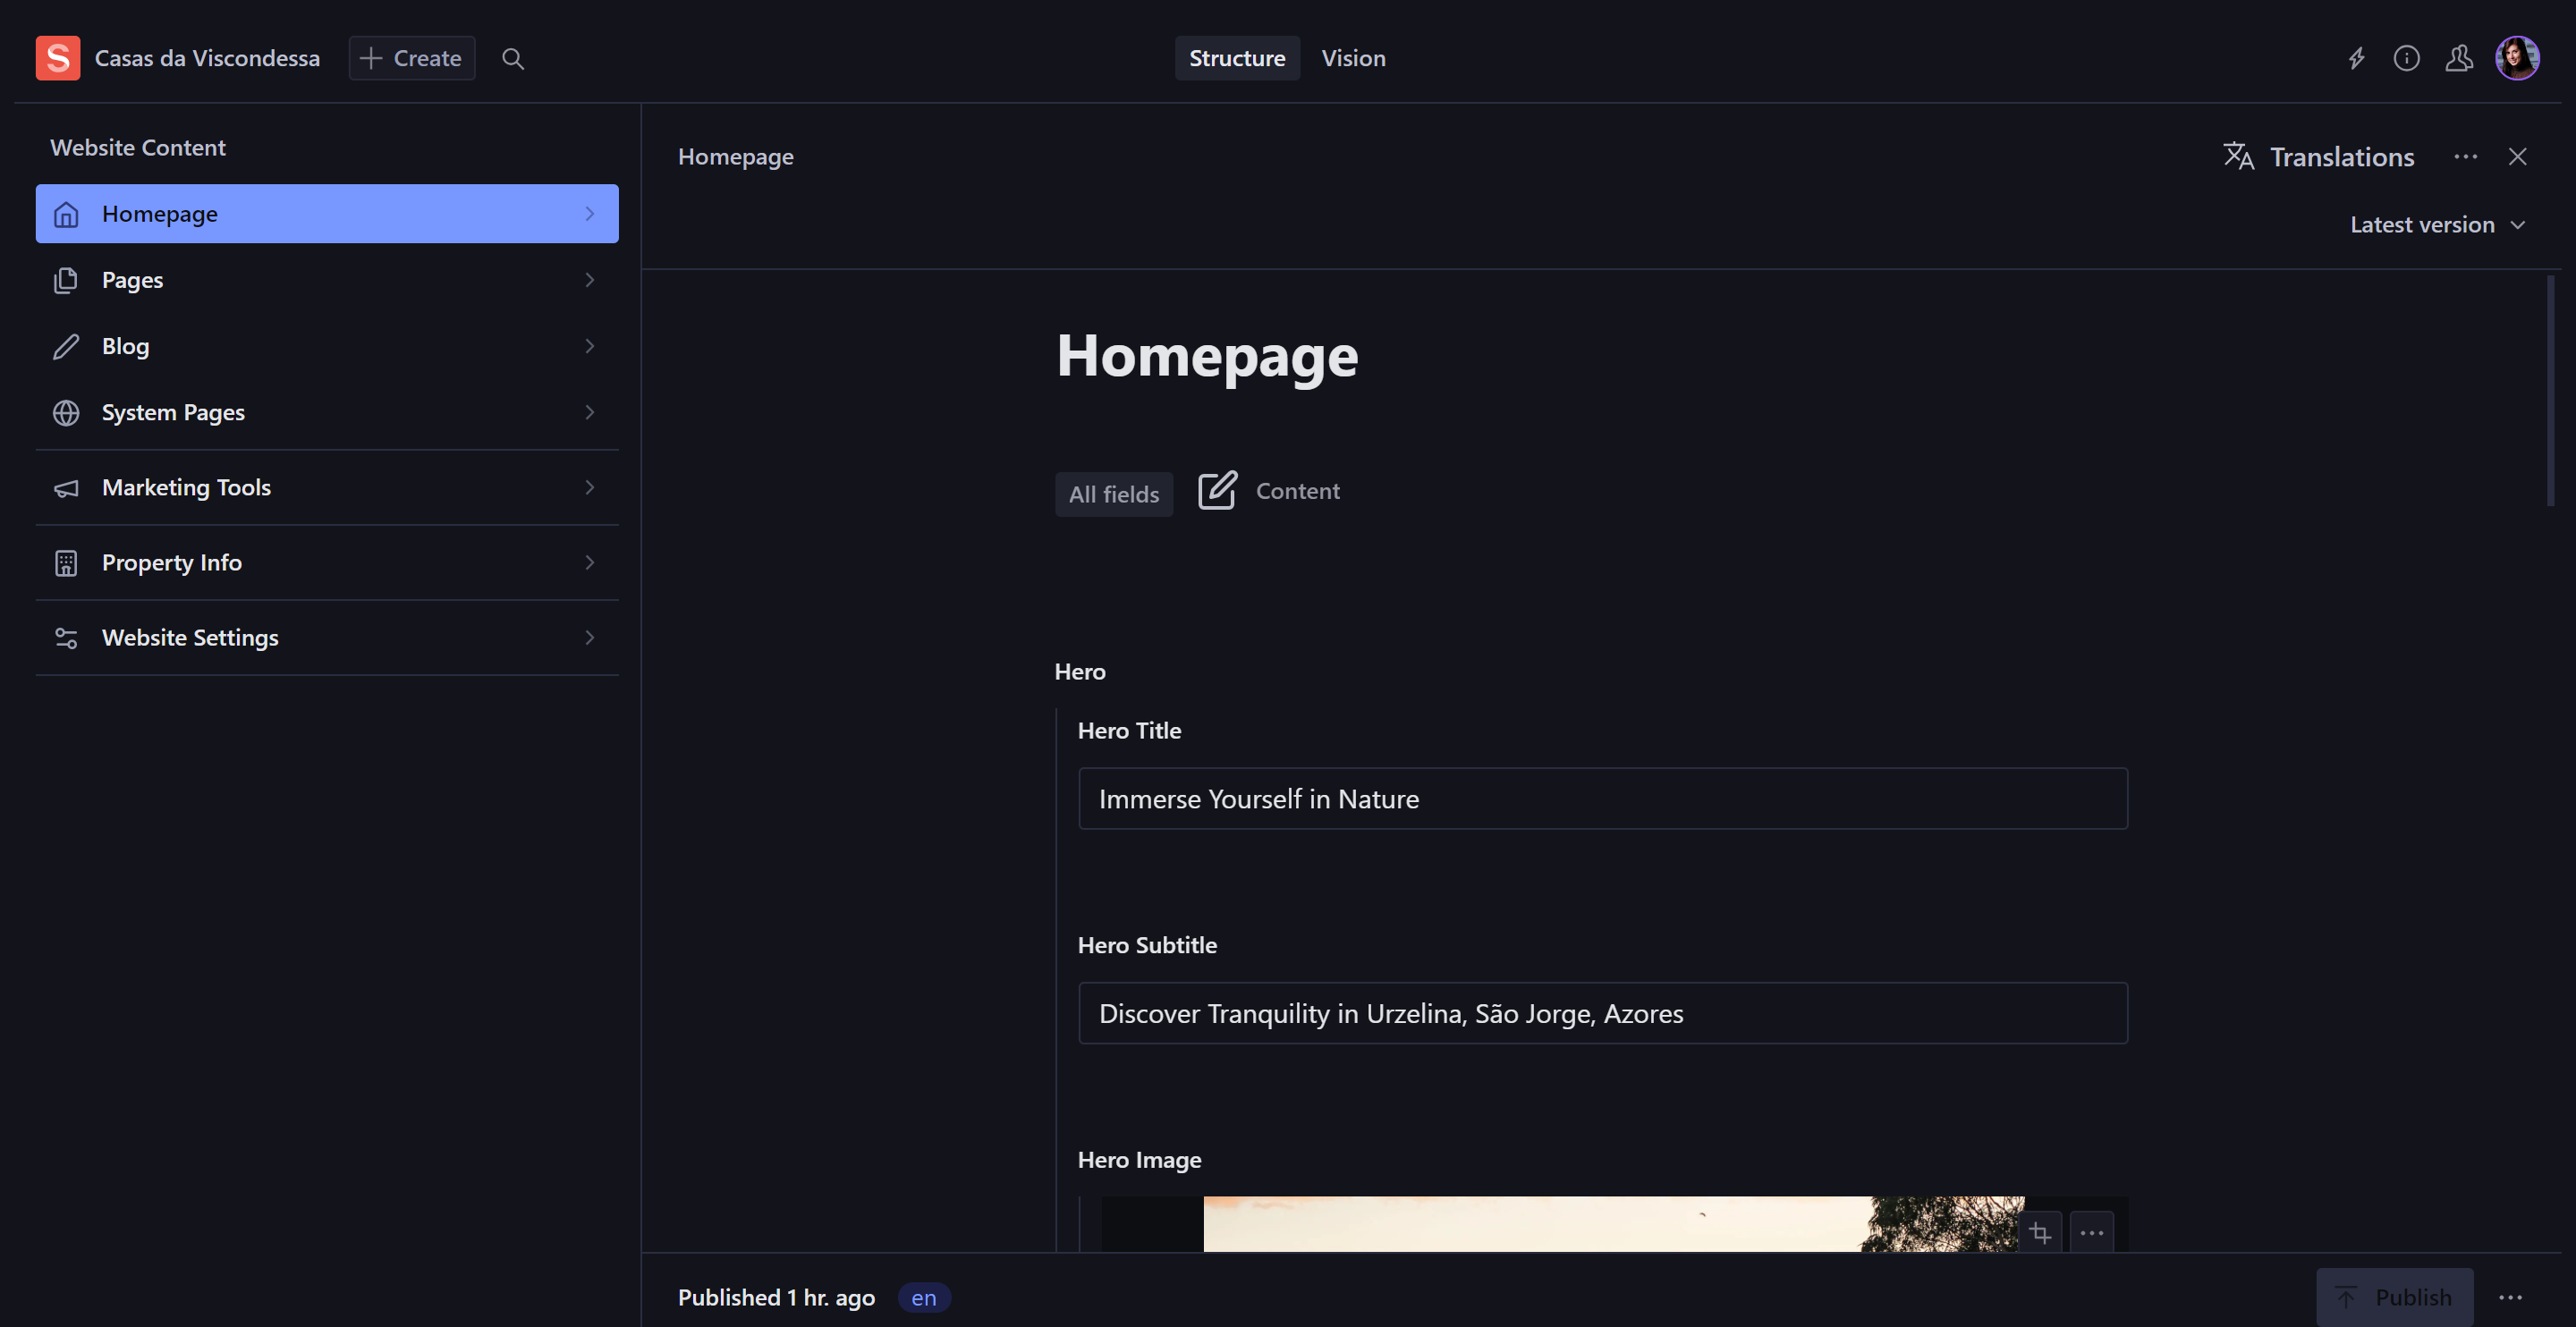 S Casas da Viscondessa
Create
Structure
Vision
Website Content
Homepage
Pages
Blog
System Pages
Marketing Tools
Property Info
Website Settings
Homepage
Translations
Latest version
Homepage
All fields
Content
Hero
Hero Title
Immerse Yourself in Nature
Hero Subtitle
Discover Tranquility in Urzelina, São Jorge, Azores
Hero Image
Published 1 hr. ago
en
Publish